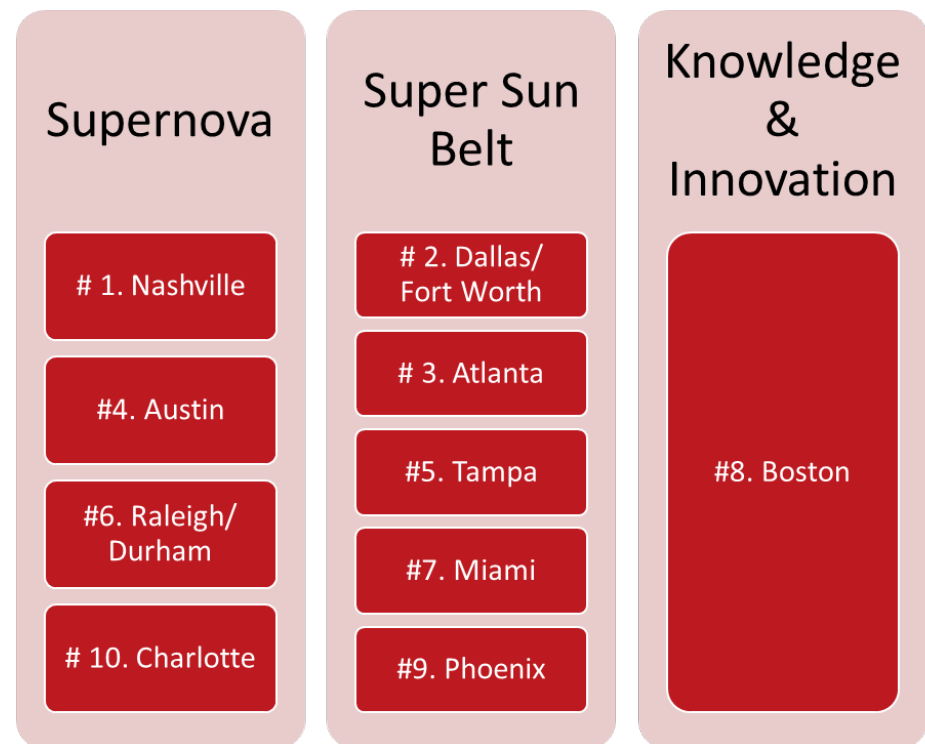 Supernova
# 1. Nashville
#4. Austin
#6. Raleigh/
Durham
# 10. Charlotte
Super Sun
Belt
# 2. Dallas/
Fort Worth
# 3. Atlanta
#5. Tampa
#7. Miami
#9. Phoenix
Knowledge
&
Innovation
#8. Boston